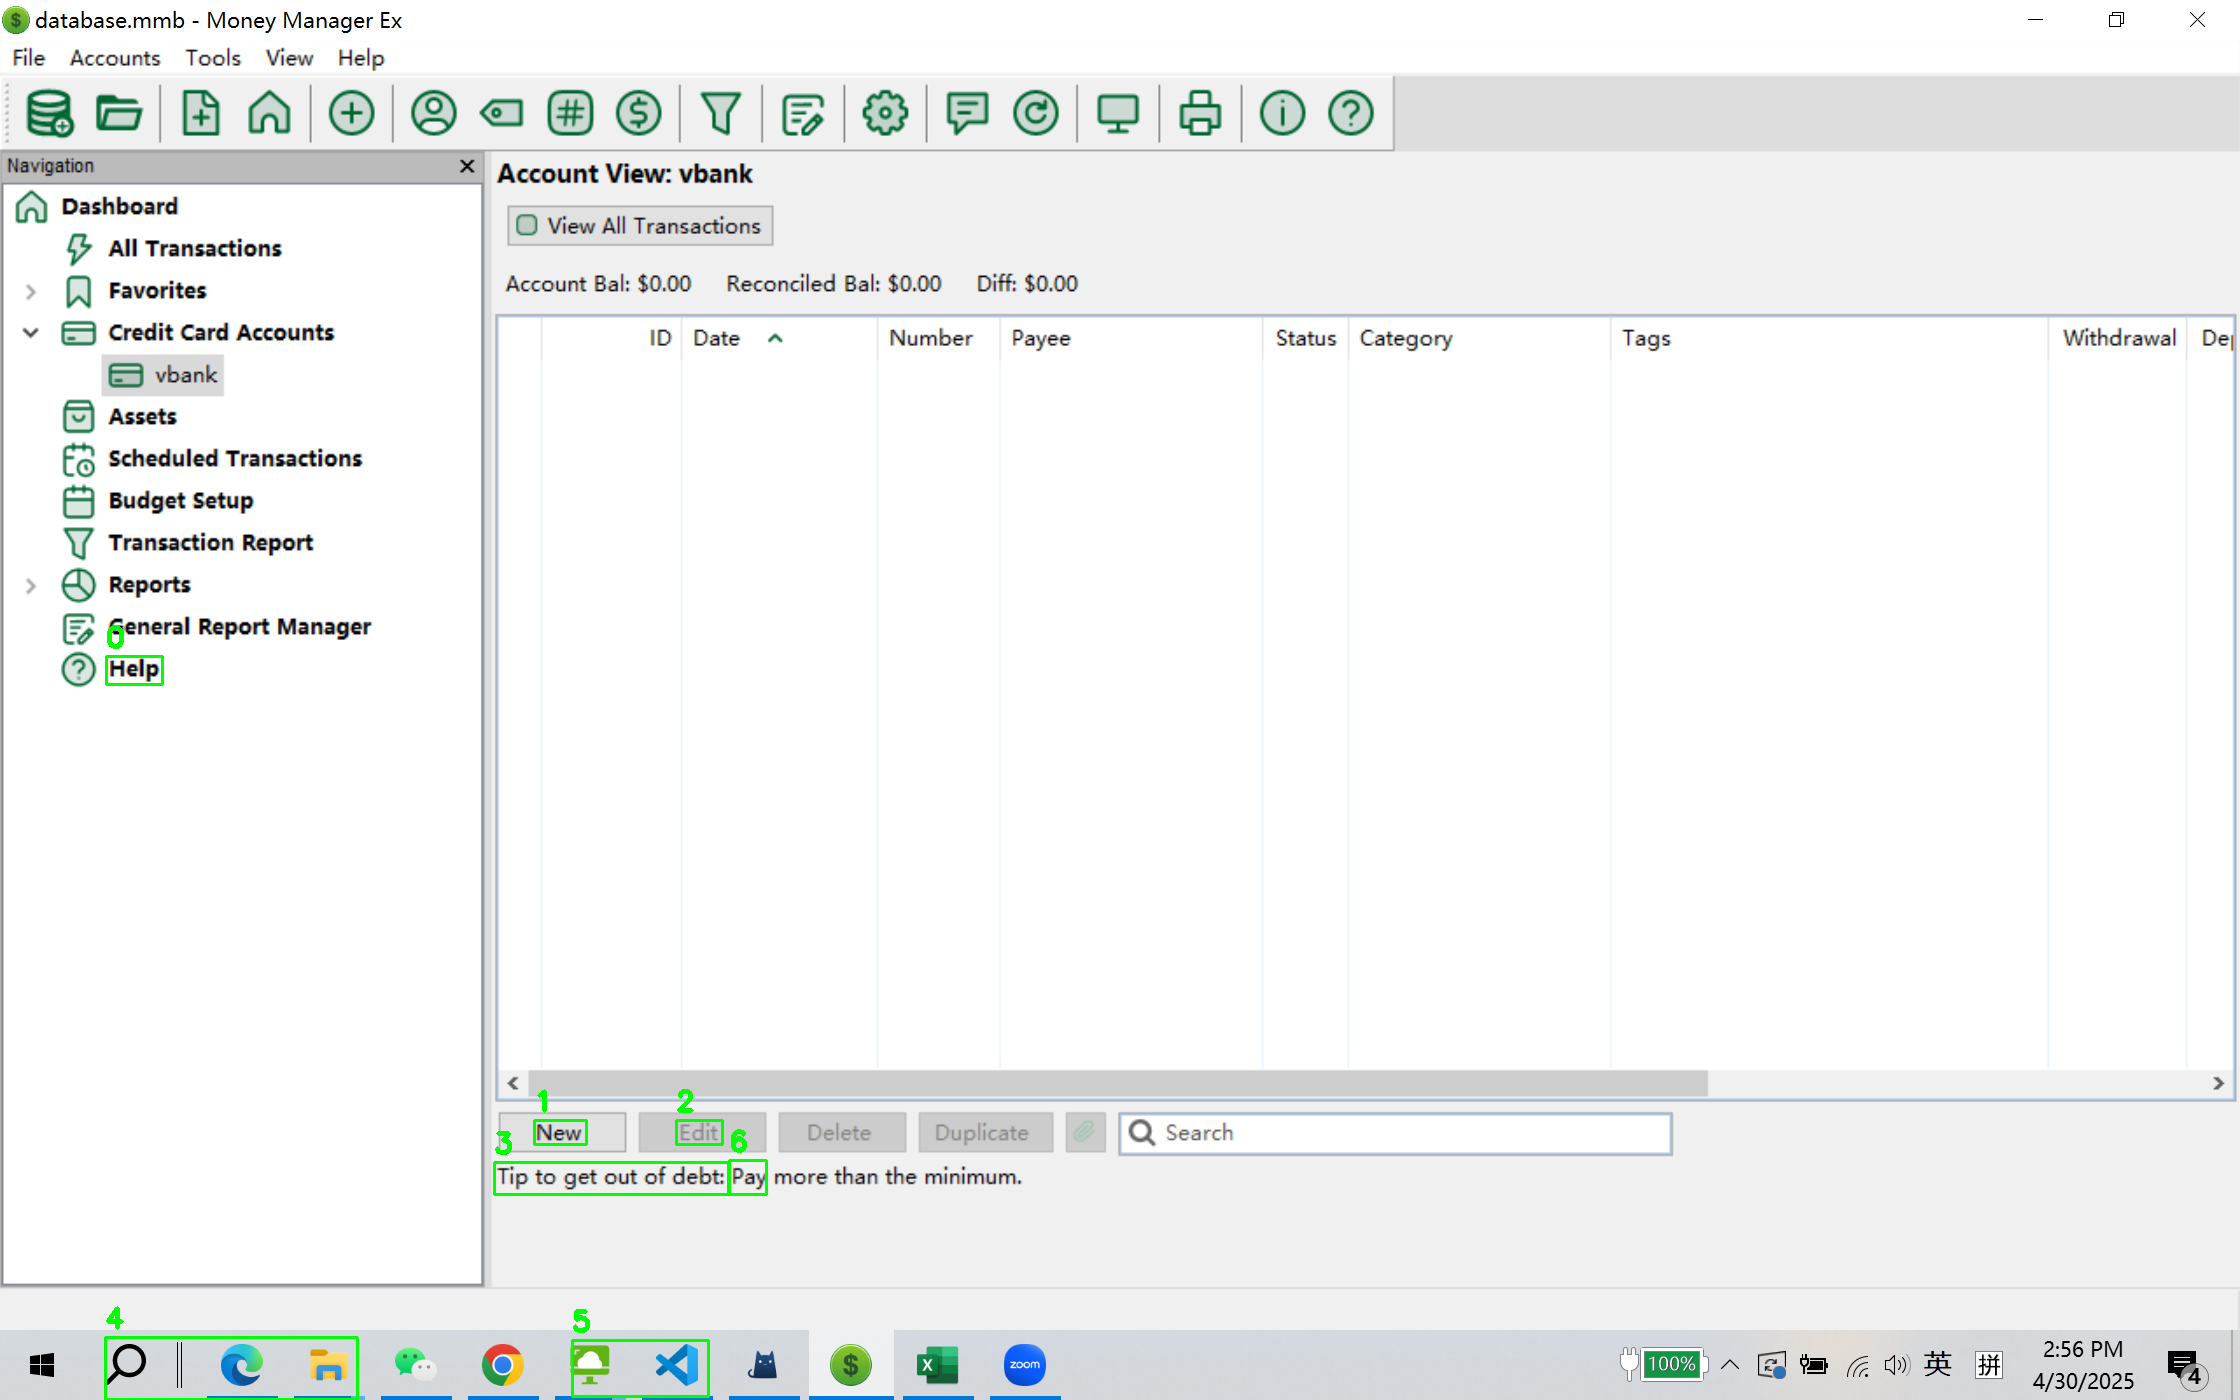 database.mmb - Money Manager Ex
File Accounts Tools View Help
Navigation
Account View: vbank
Dashboard
View All Transactions
All Transactions
Favorites
Account Bal: $0.00 Reconciled Bal: $0.00 Diff: $0.00
Credit Card Accounts
ID Date Number Payee Status Category Tags Withdrawal Dep
vbank
Assets
Scheduled Transactions
Budget Setup
Transaction Report
Reports
General Report Manager
0
Help
1 2
New Edit Delete Duplicate Search
3 6
Tip to get out of debt: Pay more than the minimum.
4 5
zoom
100%
英
拼
2:56 PM
4/30/2025
4